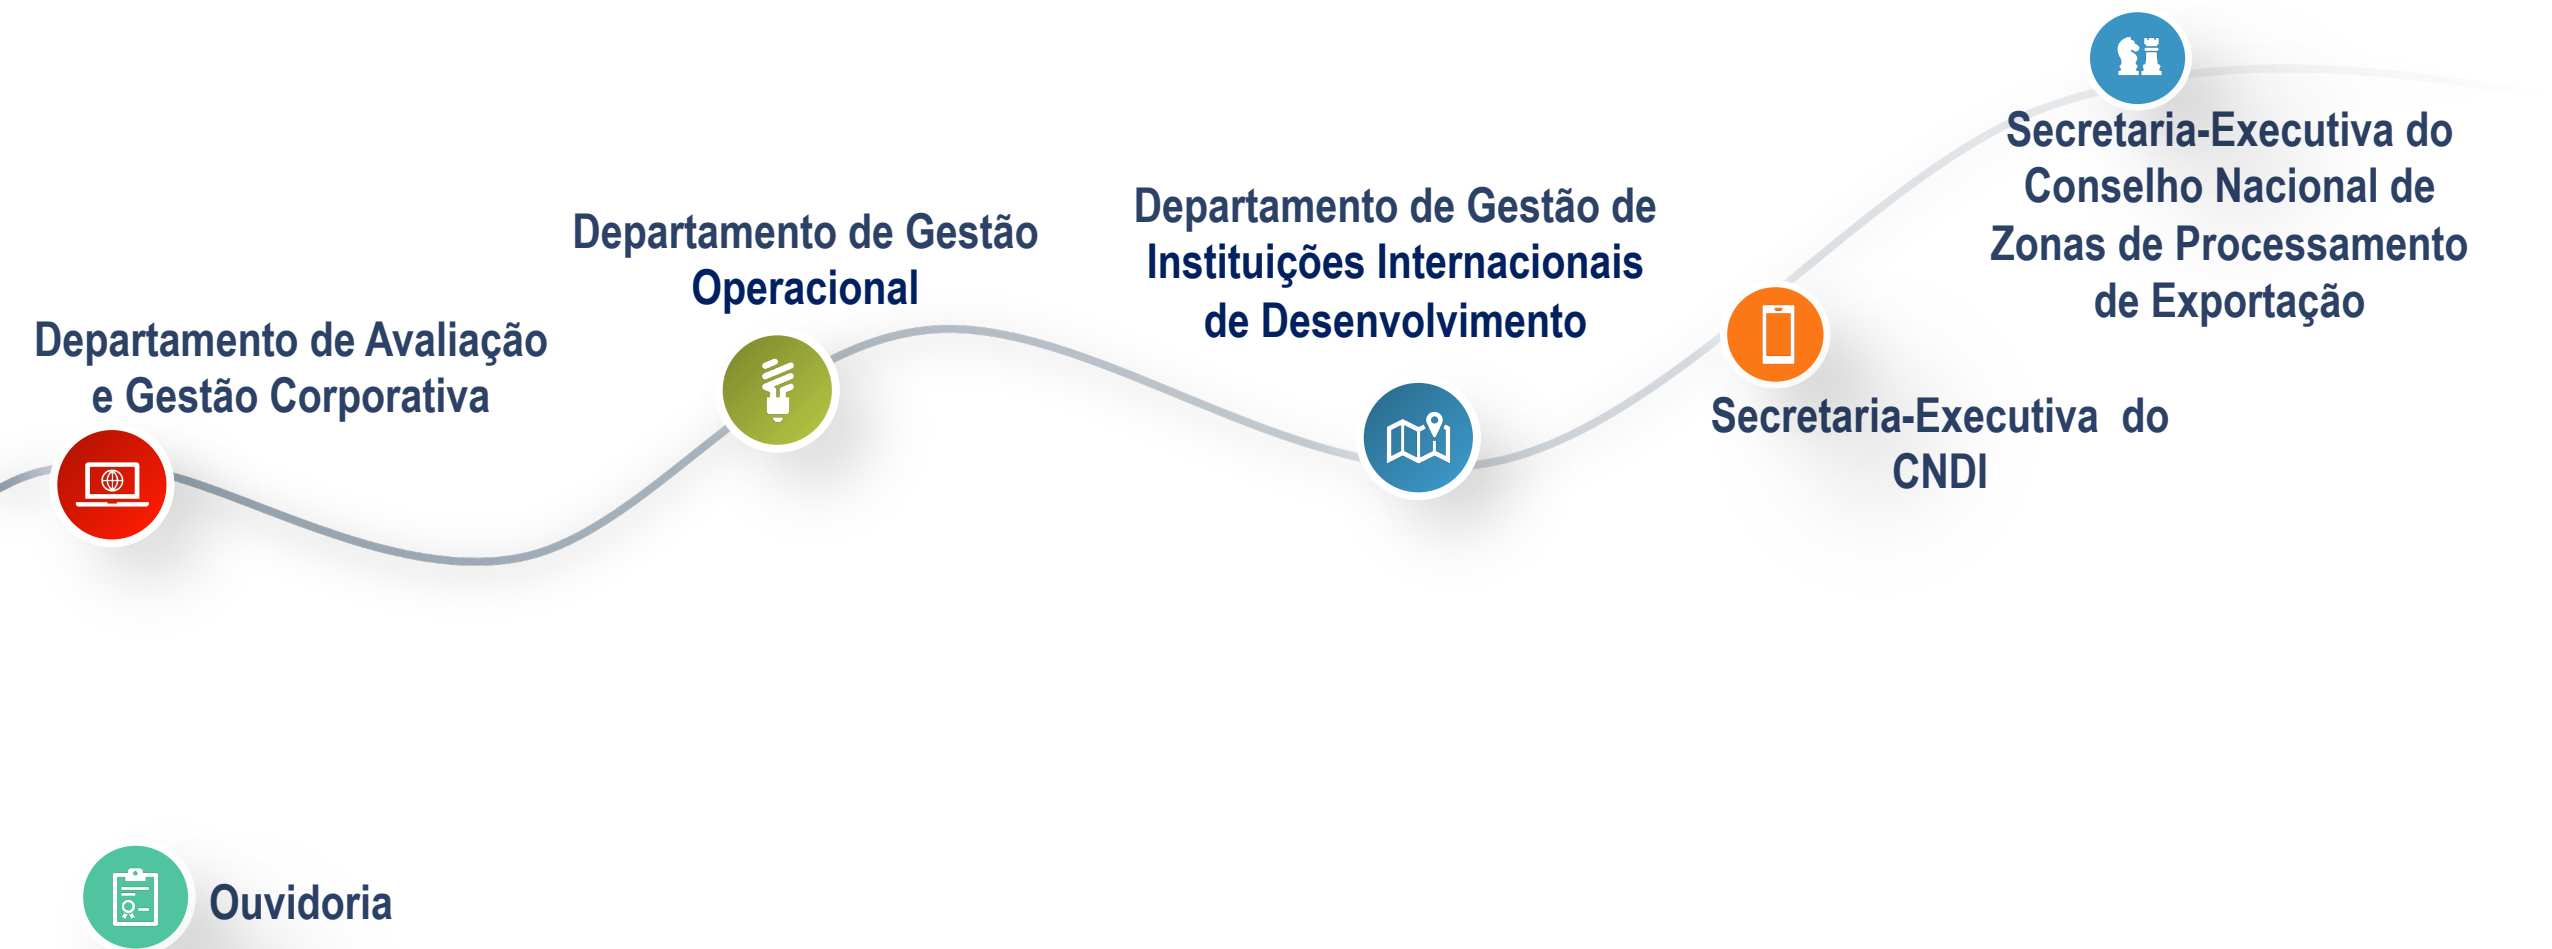 Departamento de Avaliação
e Gestão Corporativa
Departamento de Gestão
Operacional
Departamento de Gestão de
Instituições Internacionais
de Desenvolvimento
Secretaria-Executiva do
CNDI
Secretaria-Executiva do
Conselho Nacional de
Zonas de Processamento
de Exportação
Ouvidoria